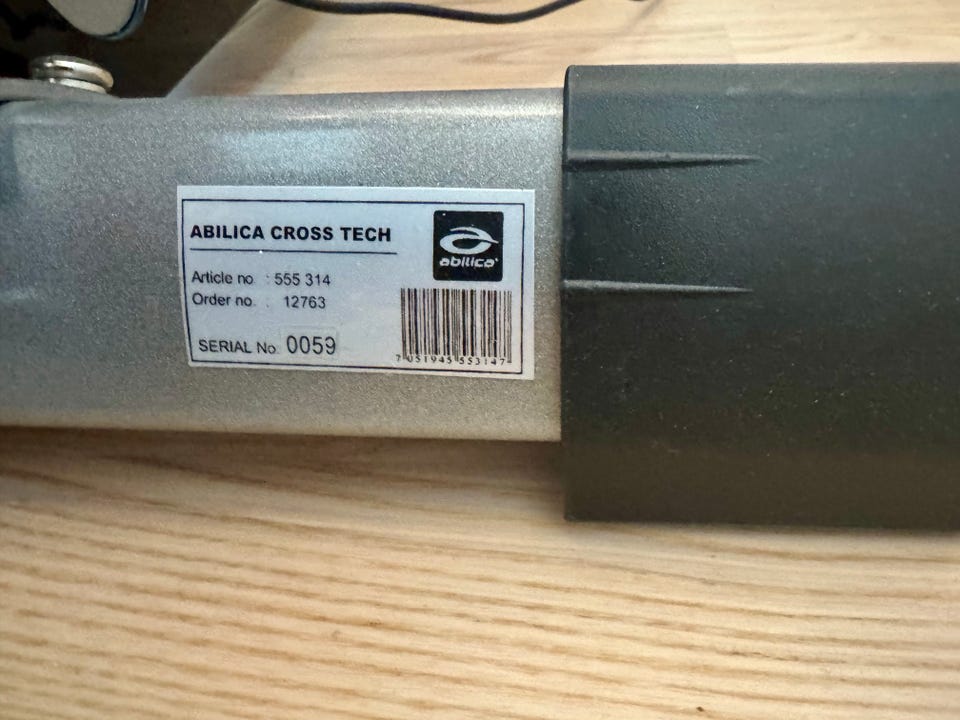 ABILICA CROSS TECH
abilica
Article no : 555 314
Order no. : 12763
SERIAL No. 0059
7 051945 553147